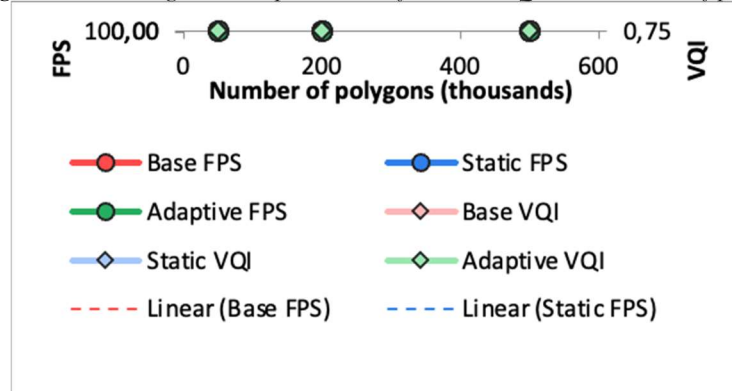 FPS 100,00 0,75 VQI
0 200 400 600
Number of polygons (thousands)
Base FPS Static FPS
Adaptive FPS Base VQI
Static VQI Adaptive VQI
Linear (Base FPS) Linear (Static FPS)